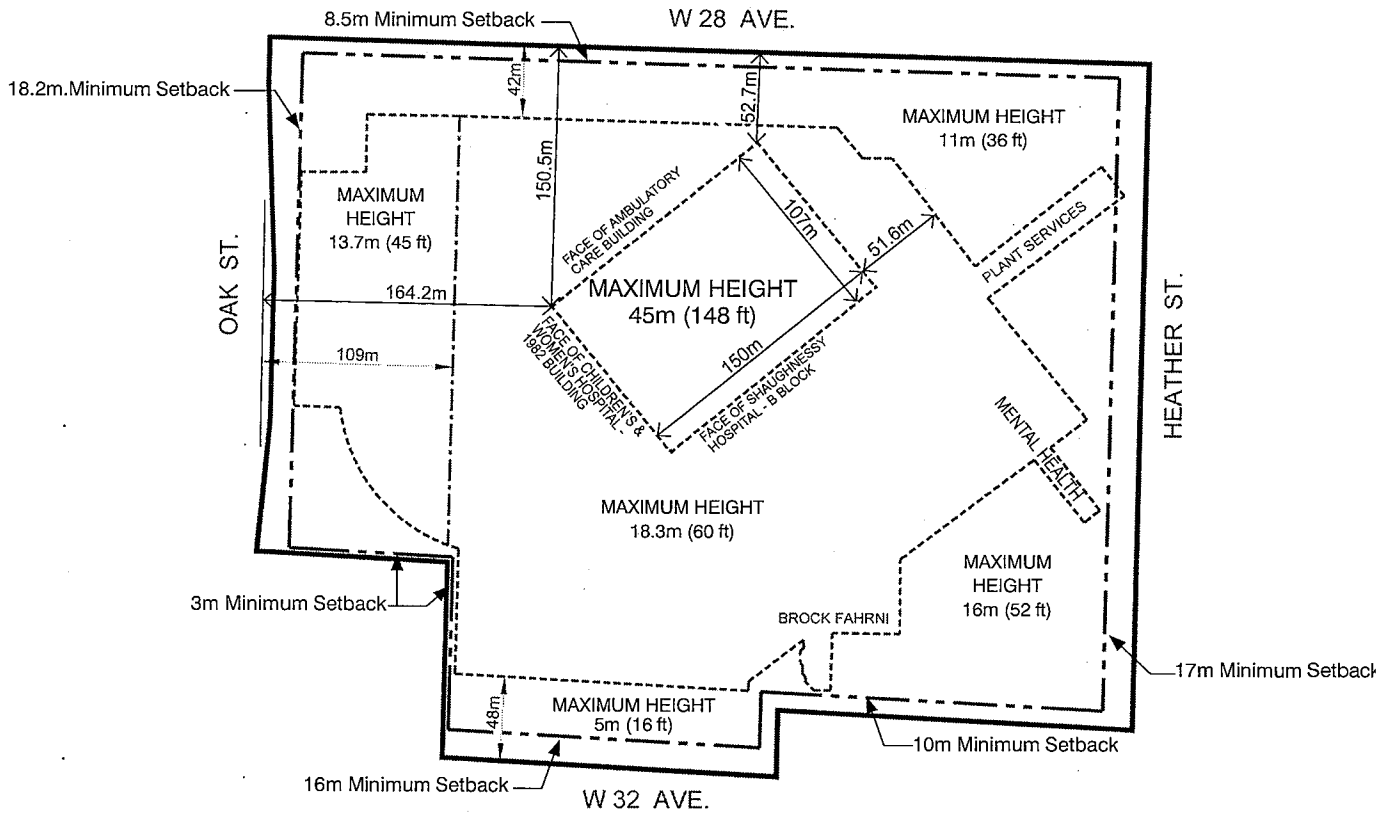 W 28 AVE.
8.5m Minimum Setback
18.2m.Minimum Setback
42m
52.7m
150.5m
MAXIMUM HEIGHT
11m (36 ft)
MAXIMUM
HEIGHT
13.7m (45 ft)
FACE OF AMBULATORY
CARE BUILDING
107m
51.6m
PLANT SERVICES
OAK ST.
164.2m
MAXIMUM HEIGHT
45m (148 ft)
HEATHER ST.
109m
FACE OF CHILDREN'S &
WOMEN'S HOSPITAL -
1982 BUILDING
150m
FACE OF SHAUGHNESSY
HOSPITAL - B BLOCK
MENTAL HEALTH
MAXIMUM HEIGHT
18.3m (60 ft)
MAXIMUM
HEIGHT
16m (52 ft)
3m Minimum Setback
BROCK FAHRNI
17m Minimum Setback
48m
MAXIMUM HEIGHT
5m (16 ft)
10m Minimum Setback
16m Minimum Setback
W 32 AVE.